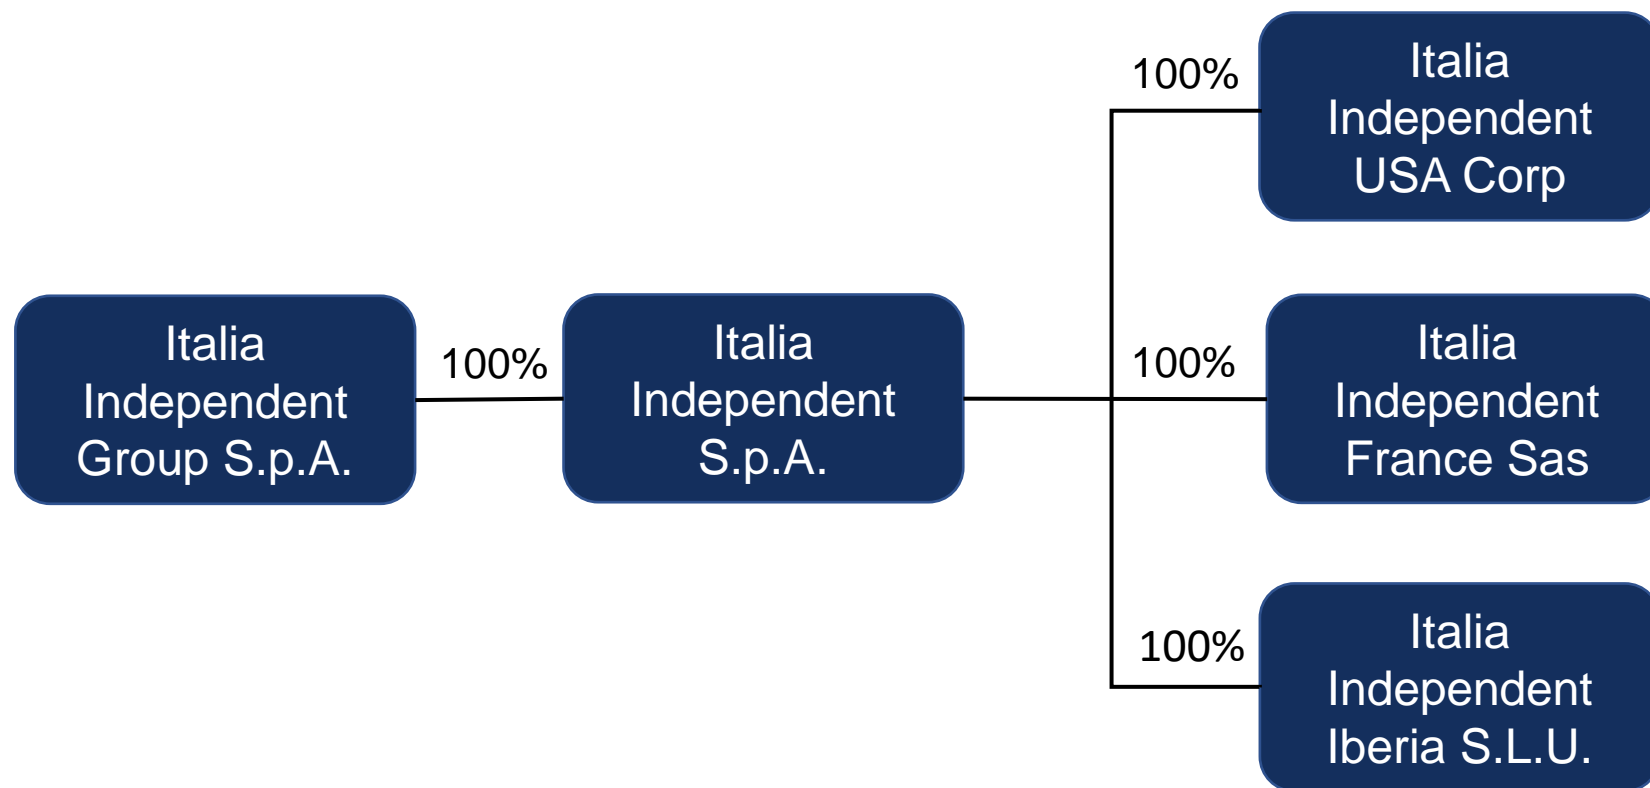 Italia
Independent
Group S.p.A.
100%
Italia
Independent
S.p.A.
100%
Italia
Independent
USA Corp
100%
Italia
Independent
France Sas
100%
Italia
Independent
Iberia S.L.U.